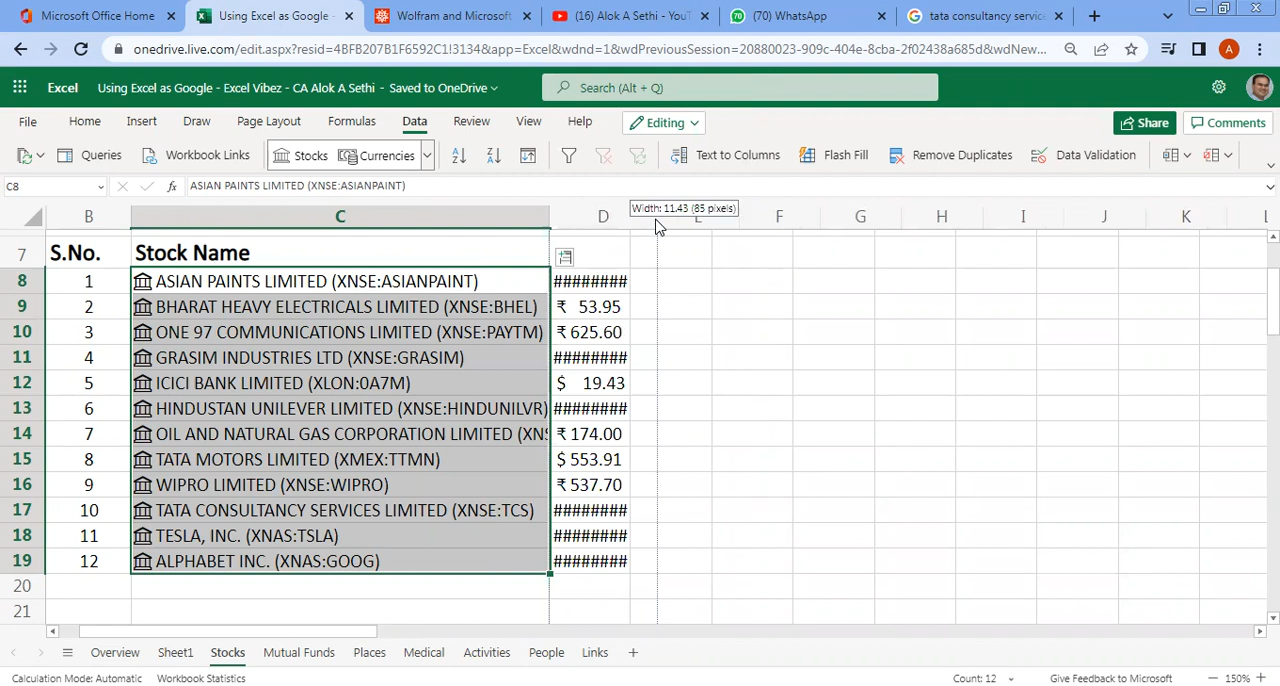 Microsoft Office Home
Using Excel as Google -
Wolfram and Microsoft
(16) Alok A Sethi - YouT
(70) WhatsApp
tata consultancy service
onedrive.live.com/edit.aspx?resid=4BFB207B1F6592C1!3134&app=Excel&wdnd=1&wdPreviousSession=20880023-909c-404e-8cba-2f02438a685d&wdNew...
A
Excel
Using Excel as Google - Excel Vibez - CA Alok A Sethi - Saved to OneDrive
Search (Alt + Q)
File
Home
Insert
Draw
Page Layout
Formulas
Data
Review
View
Help
Editing
Share
Comments
Queries
Workbook Links
Stocks
Currencies
Text to Columns
Flash Fill
Remove Duplicates
Data Validation
C8
fx
ASIAN PAINTS LIMITED (XNSE:ASIANPAINT)
Width: 11.43 (85 pixels)
B C D E F G H I J K L
7 S.No. Stock Name
8 1 ASIAN PAINTS LIMITED (XNSE:ASIANPAINT) ########
9 2 BHARAT HEAVY ELECTRICALS LIMITED (XNSE:BHEL) ₹ 53.95
10 3 ONE 97 COMMUNICATIONS LIMITED (XNSE:PAYTM) ₹ 625.60
11 4 GRASIM INDUSTRIES LTD (XNSE:GRASIM) ########
12 5 ICICI BANK LIMITED (XLON:0A7M) $ 19.43
13 6 HINDUSTAN UNILEVER LIMITED (XNSE:HINDUNILVR) ########
14 7 OIL AND NATURAL GAS CORPORATION LIMITED (XNS ₹ 174.00
15 8 TATA MOTORS LIMITED (XMEX:TTMN) $ 553.91
16 9 WIPRO LIMITED (XNSE:WIPRO) ₹ 537.70
17 10 TATA CONSULTANCY SERVICES LIMITED (XNSE:TCS) ########
18 11 TESLA, INC. (XNAS:TSLA) ########
19 12 ALPHABET INC. (XNAS:GOOG) ########
20
21
Overview
Sheet1
Stocks
Mutual Funds
Places
Medical
Activities
People
Links
Calculation Mode: Automatic
Workbook Statistics
Count: 12
Give Feedback to Microsoft
150%